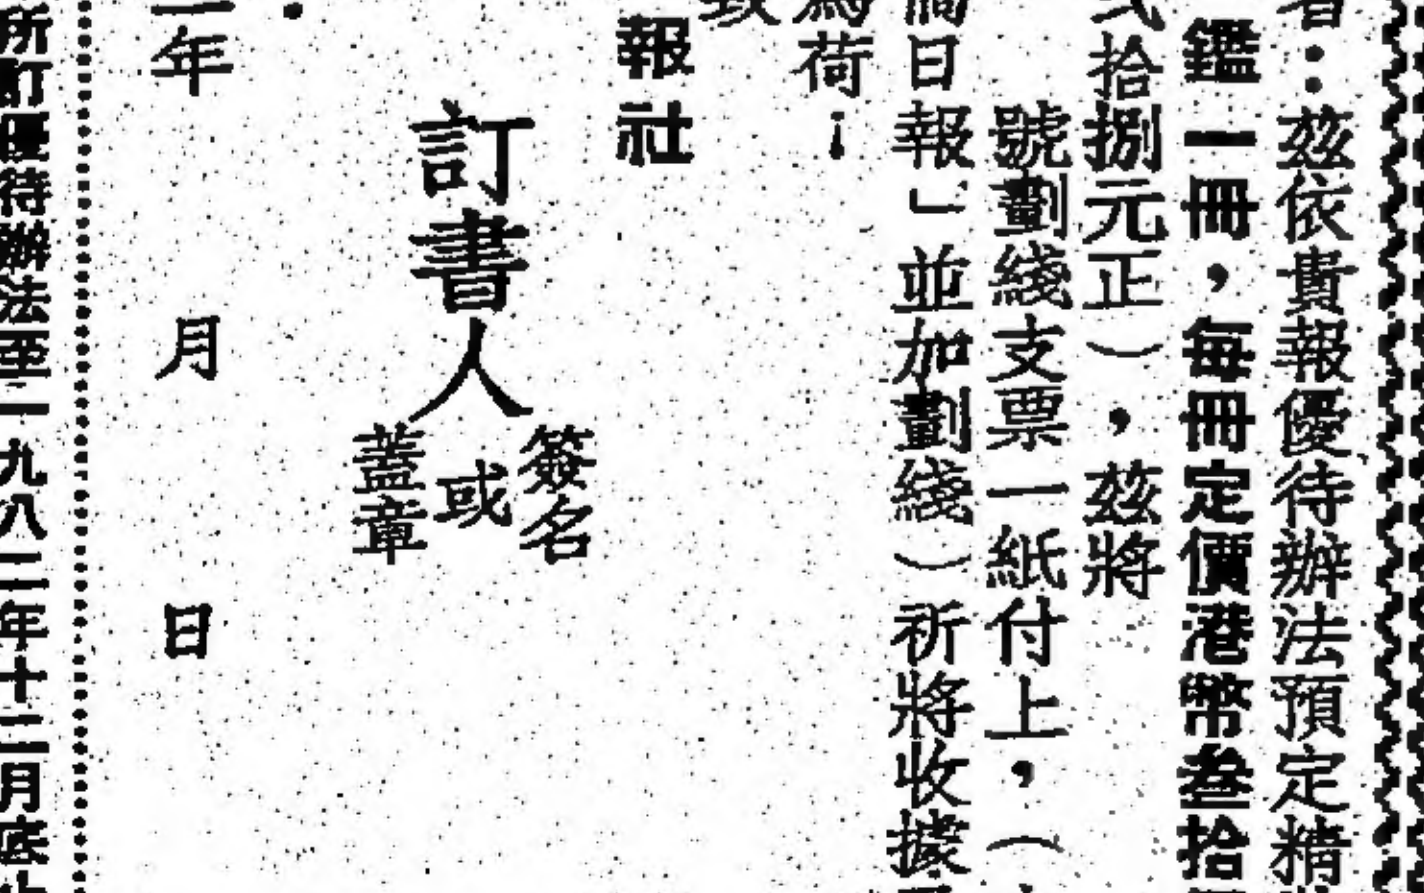 者：茲依貴報優待辦法預定精
鑑一冊，每冊定價港幣叁拾
拾捌元正），茲將
號劃綫支票一紙付上，（
商日報」並加劃綫）祈將收據
為荷；
致
報社
訂書人簽名或蓋章
年 月 日
所訂優待辦法至一九八二年十二月底止